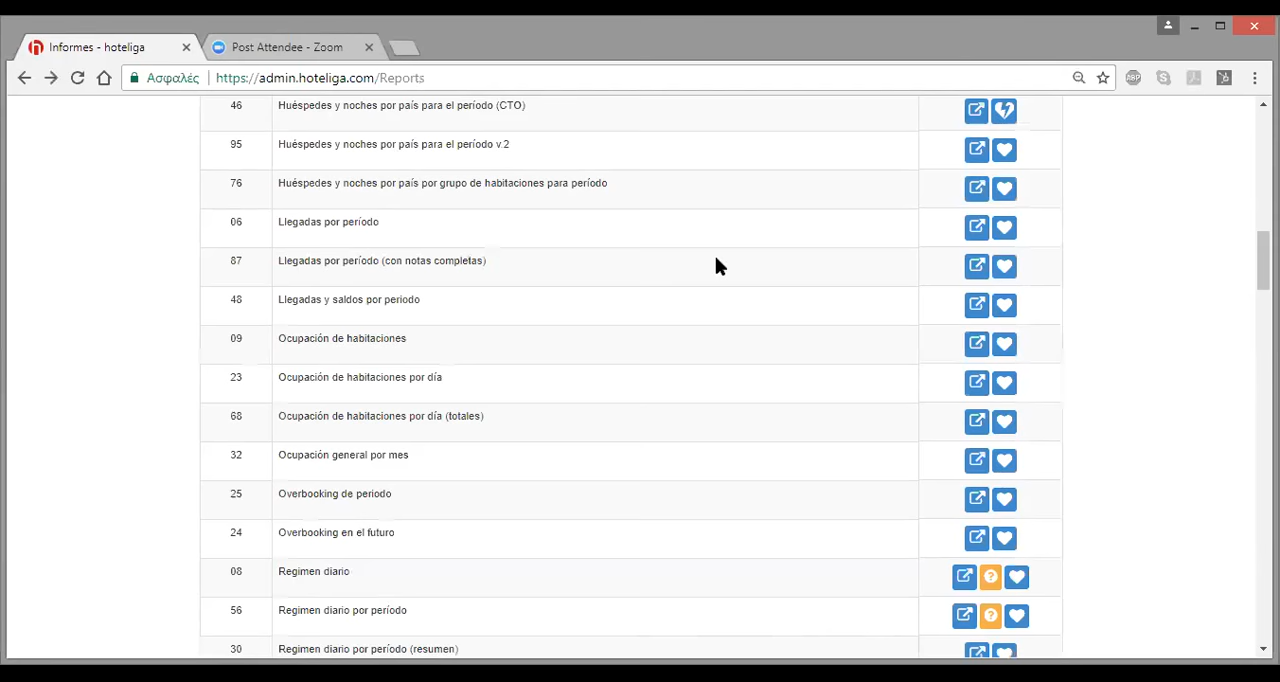 Informes - hoteliga
Post Attendee - Zoom
Ασφαλές
https://admin.hoteliga.com/Reports
ABP
46 Huéspedes y noches por país para el período (CTO)
95 Huéspedes y noches por país para el período v.2
76 Huéspedes y noches por país por grupo de habitaciones para período
06 Llegadas por período
87 Llegadas por período (con notas completas)
48 Llegadas y saldos por periodo
09 Ocupación de habitaciones
23 Ocupación de habitaciones por día
68 Ocupación de habitaciones por día (totales)
32 Ocupación general por mes
25 Overbooking de periodo
24 Overbooking en el futuro
08 Regimen diario
56 Regimen diario por período
30 Regimen diario por período (resumen)